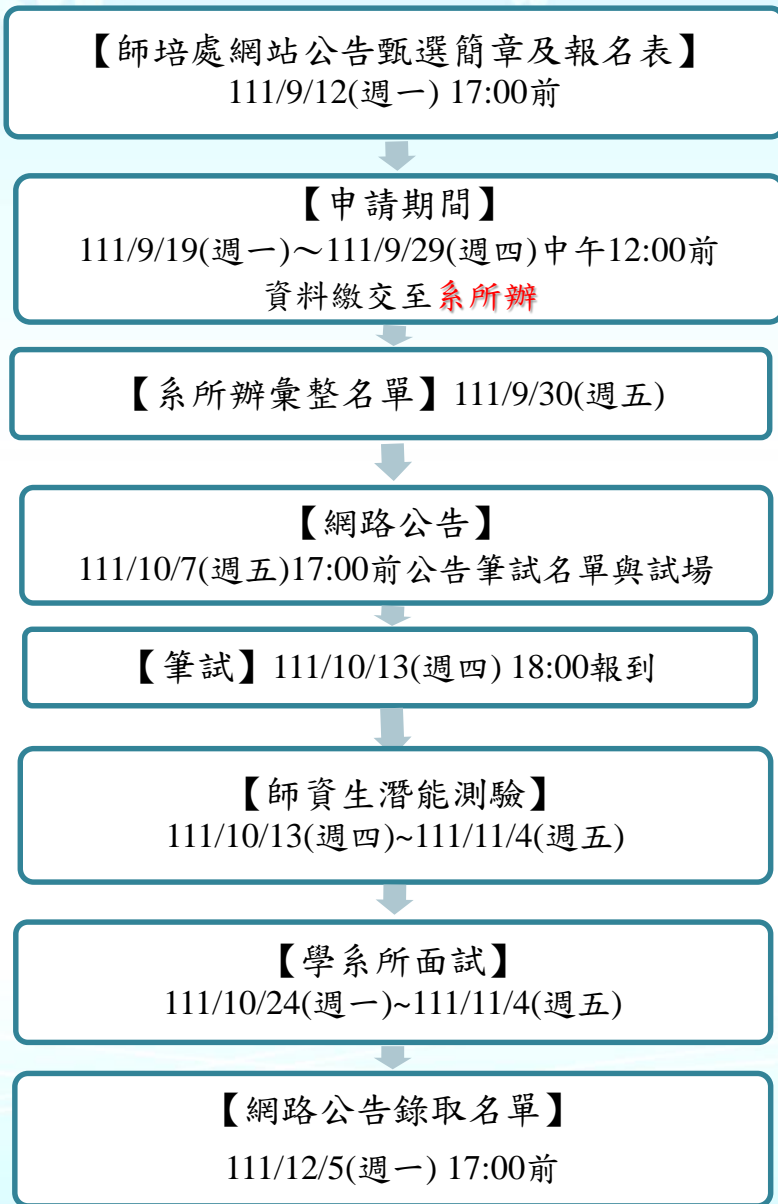 【師培處網站公告甄選簡章及報名表】
111/9/12(週一) 17:00前
【申請期間】
111/9/19(週一)～111/9/29(週四)中午12:00前
資料繳交至系所辦
【系所辦彙整名單】111/9/30(週五)
【網路公告】
111/10/7(週五)17:00前公告筆試名單與試場
【筆試】111/10/13(週四) 18:00報到
【師資生潛能測驗】
111/10/13(週四)~111/11/4(週五)
【學系所面試】
111/10/24(週一)~111/11/4(週五)
【網路公告錄取名單】
111/12/5(週一) 17:00前